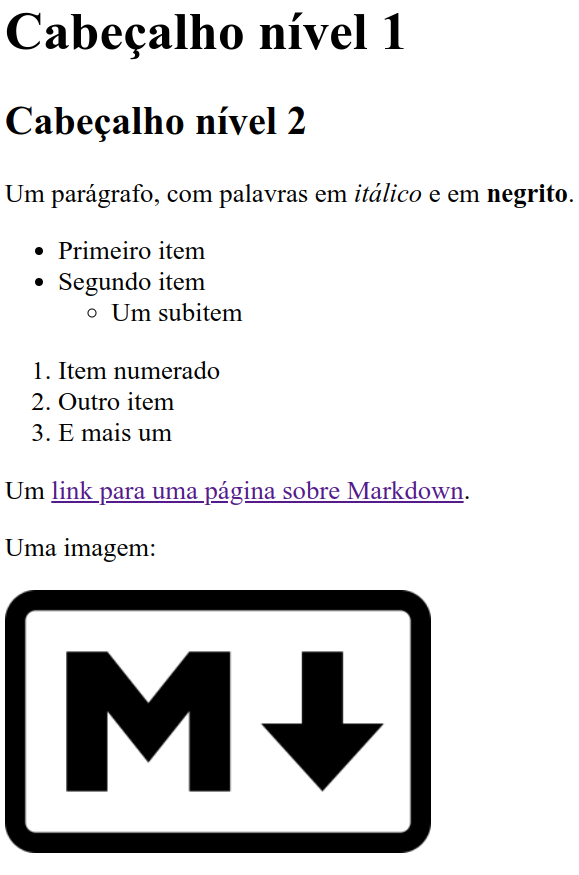 Cabeçalho nível 1
Cabeçalho nível 2
Um parágrafo, com palavras em itálico e em negrito.
Primeiro item
Segundo item
Um subitem
1. Item numerado
2. Outro item
3. E mais um
Um link para uma página sobre Markdown.
Uma imagem:
M